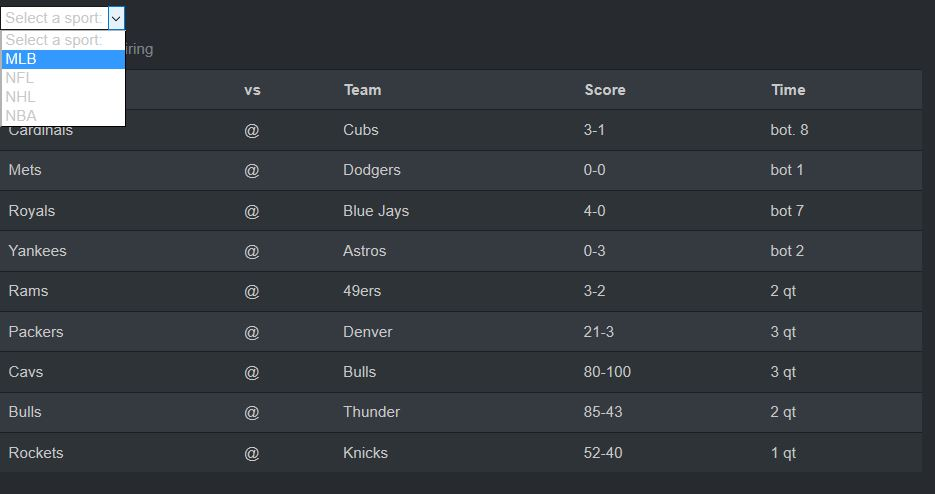 Select a sport:
Select a sport:
MLB
NFL
NHL
NBA
vs Team Score Time
Cardinals @ Cubs 3-1 bot. 8
Mets @ Dodgers 0-0 bot 1
Royals @ Blue Jays 4-0 bot 7
Yankees @ Astros 0-3 bot 2
Rams @ 49ers 3-2 2 qt
Packers @ Denver 21-3 3 qt
Cavs @ Bulls 80-100 3 qt
Bulls @ Thunder 85-43 2 qt
Rockets @ Knicks 52-40 1 qt